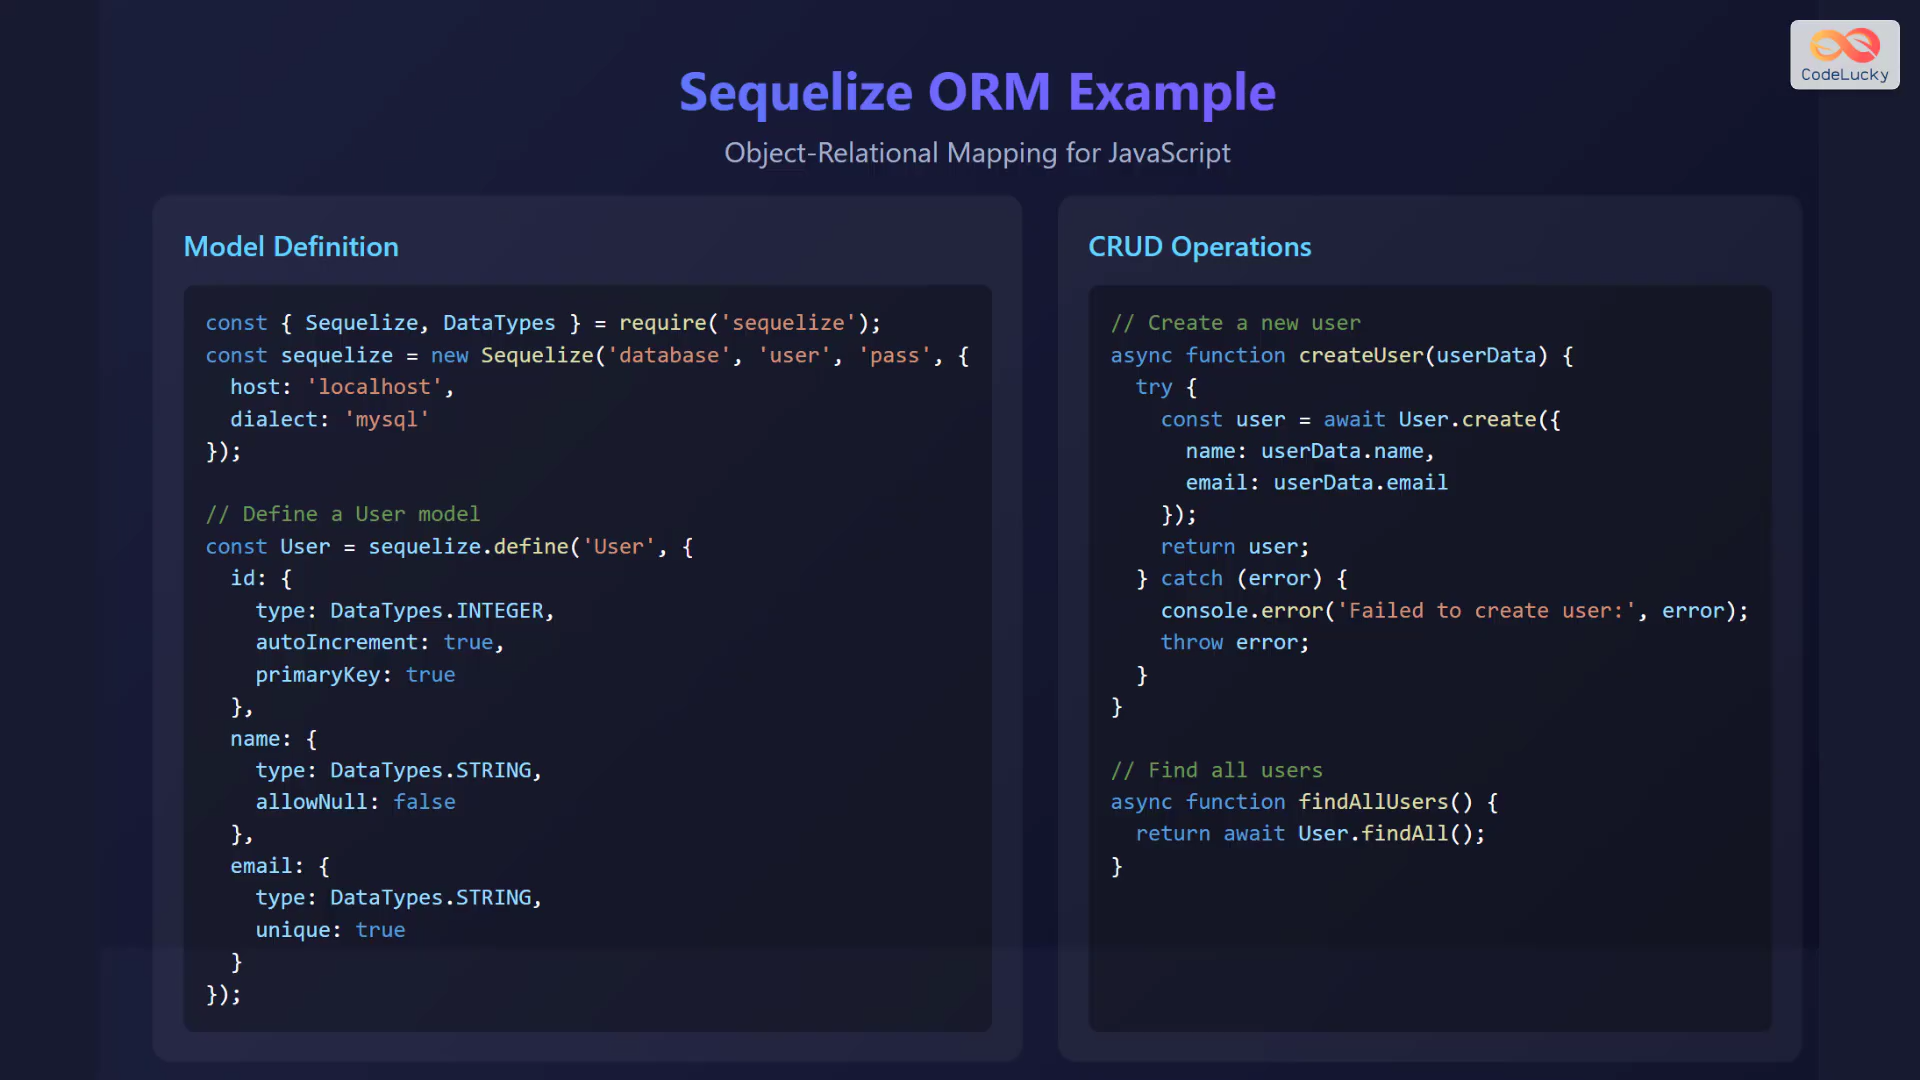 CodeLucky
Sequelize ORM Example
Object-Relational Mapping for JavaScript
Model Definition
const { Sequelize, DataTypes } = require('sequelize');
const sequelize = new Sequelize('database', 'user', 'pass', {
  host: 'localhost',
  dialect: 'mysql'
});

// Define a User model
const User = sequelize.define('User', {
  id: {
    type: DataTypes.INTEGER,
    autoIncrement: true,
    primaryKey: true
  },
  name: {
    type: DataTypes.STRING,
    allowNull: false
  },
  email: {
    type: DataTypes.STRING,
    unique: true
  }
});
CRUD Operations
// Create a new user
async function createUser(userData) {
  try {
    const user = await User.create({
      name: userData.name,
      email: userData.email
    });
    return user;
  } catch (error) {
    console.error('Failed to create user:', error);
    throw error;
  }
}

// Find all users
async function findAllUsers() {
  return await User.findAll();
}